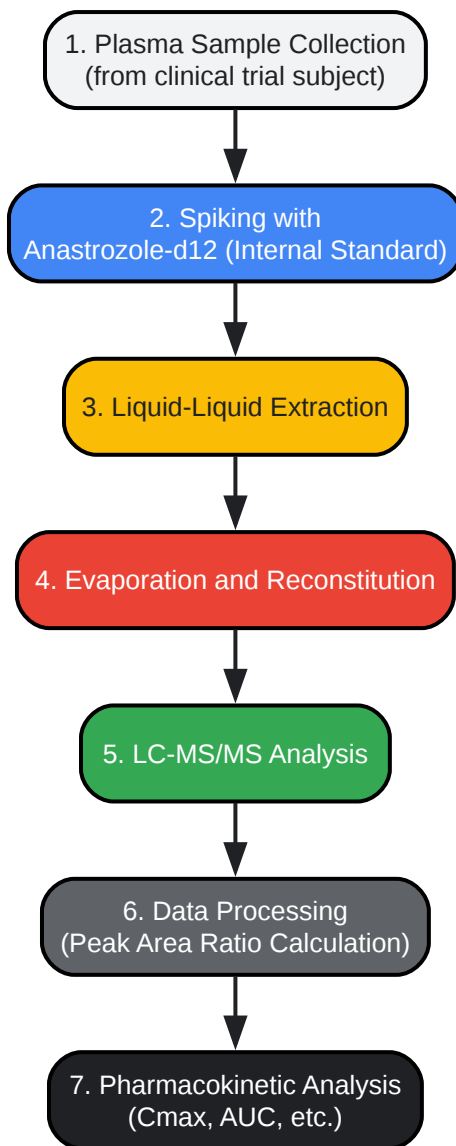 1. Plasma Sample Collection
(from clinical trial subject)
2. Spiking with
Anastrozole-d12 (Internal Standard)
3. Liquid-Liquid Extraction
4. Evaporation and Reconstitution
5. LC-MS/MS Analysis
6. Data Processing
(Peak Area Ratio Calculation)
7. Pharmacokinetic Analysis
(Cmax, AUC, etc.)